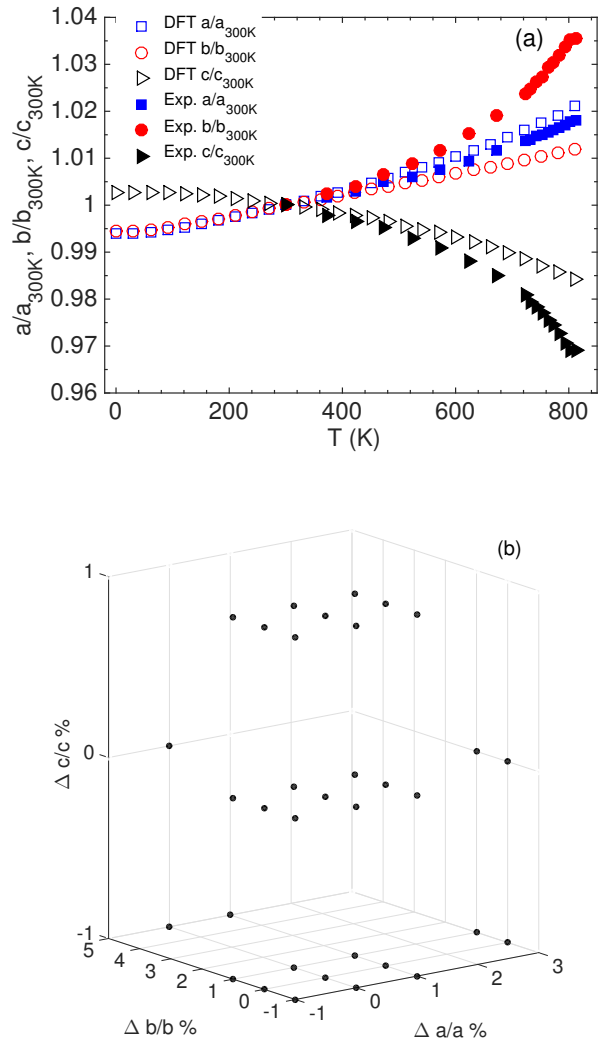 1.04
1.03
1.02
1.01
1
0.99
0.98
0.97
0.96
a/a300K, b/b300K, c/c300K
DFT a/a300K
DFT b/b300K
DFT c/c300K
Exp. a/a300K
Exp. b/b300K
Exp. c/c300K
(a)
0 200 400 600 800
T (K)
(b)
1
0
-1
Δ c/c %
5 4 3 2 1 0 -1
Δ b/b %
-1 0 1 2 3
Δ a/a %